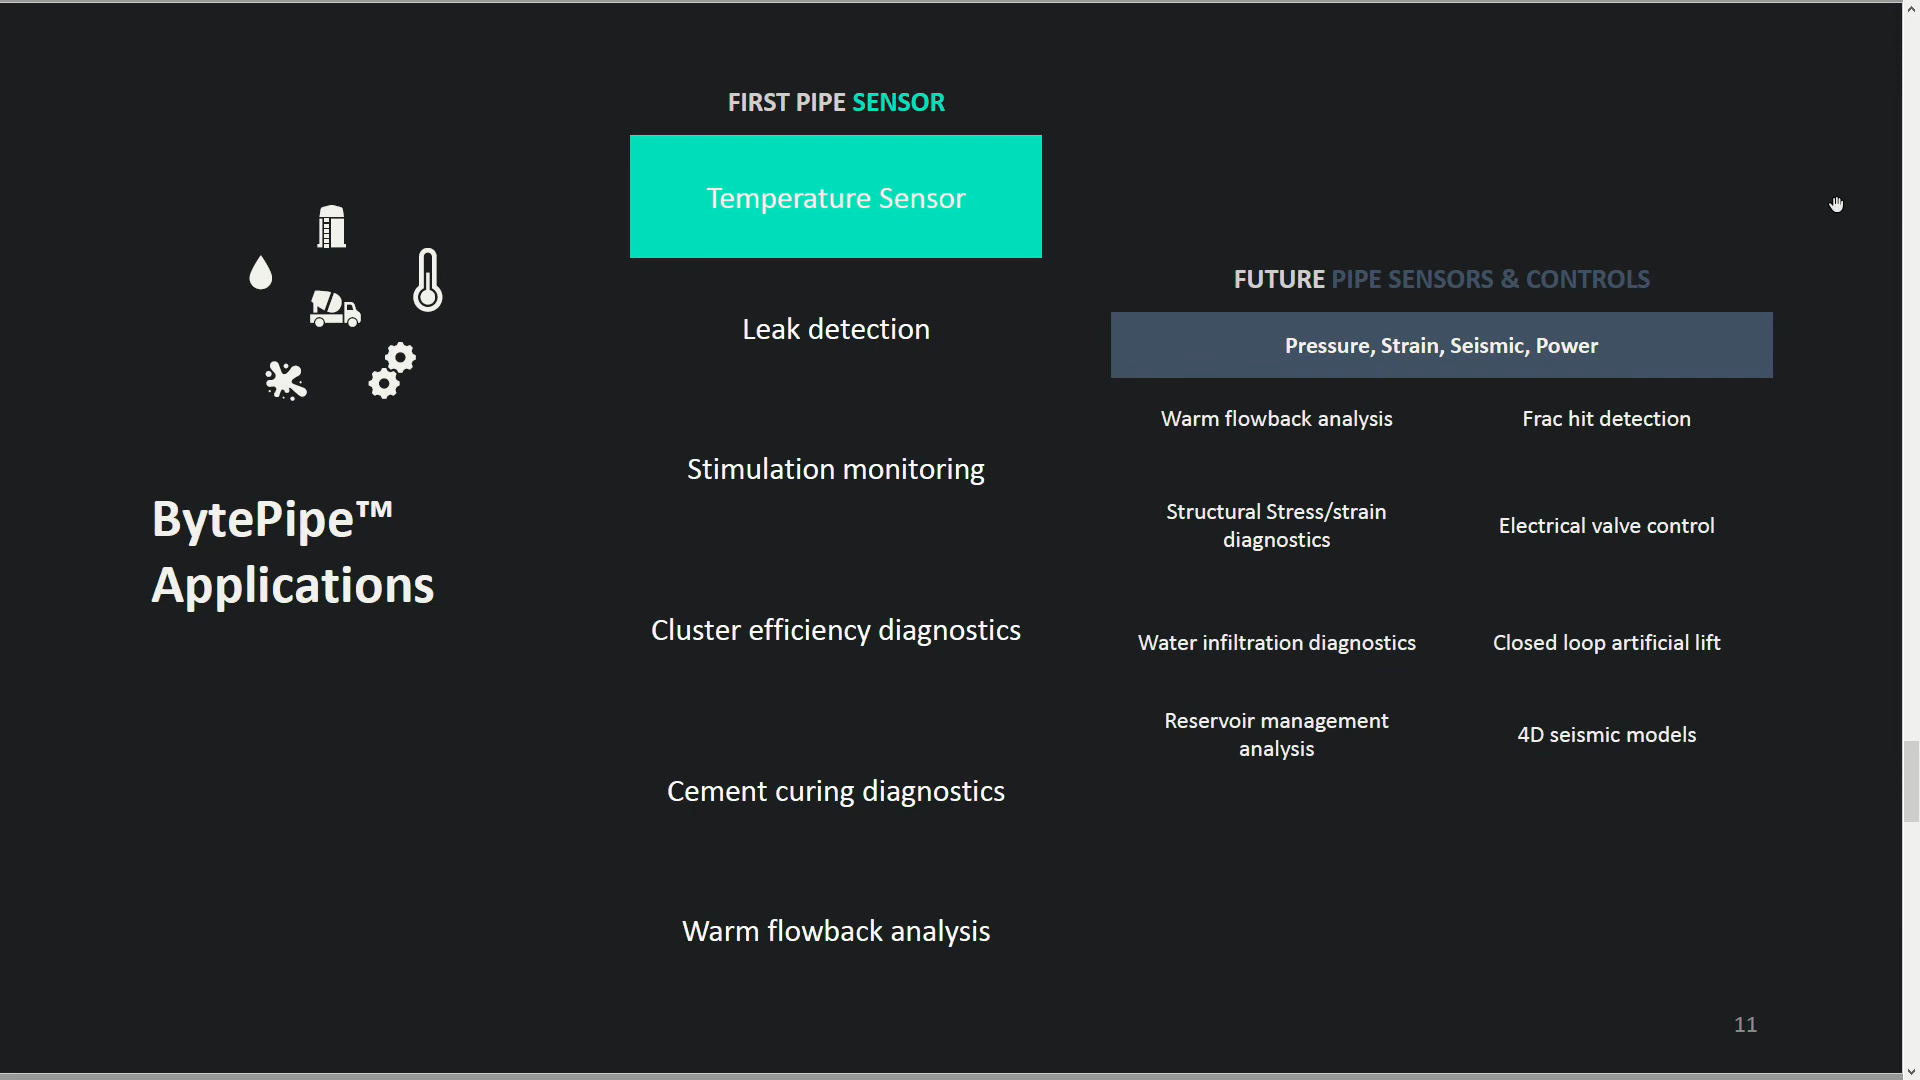 BytePipe™
Applications
FIRST PIPE SENSOR
Temperature Sensor
Leak detection
Stimulation monitoring
Cluster efficiency diagnostics
Cement curing diagnostics
Warm flowback analysis
FUTURE PIPE SENSORS & CONTROLS
Pressure, Strain, Seismic, Power
Warm flowback analysis
Frac hit detection
Structural Stress/strain
diagnostics
Electrical valve control
Water infiltration diagnostics
Closed loop artificial lift
Reservoir management
analysis
4D seismic models
11